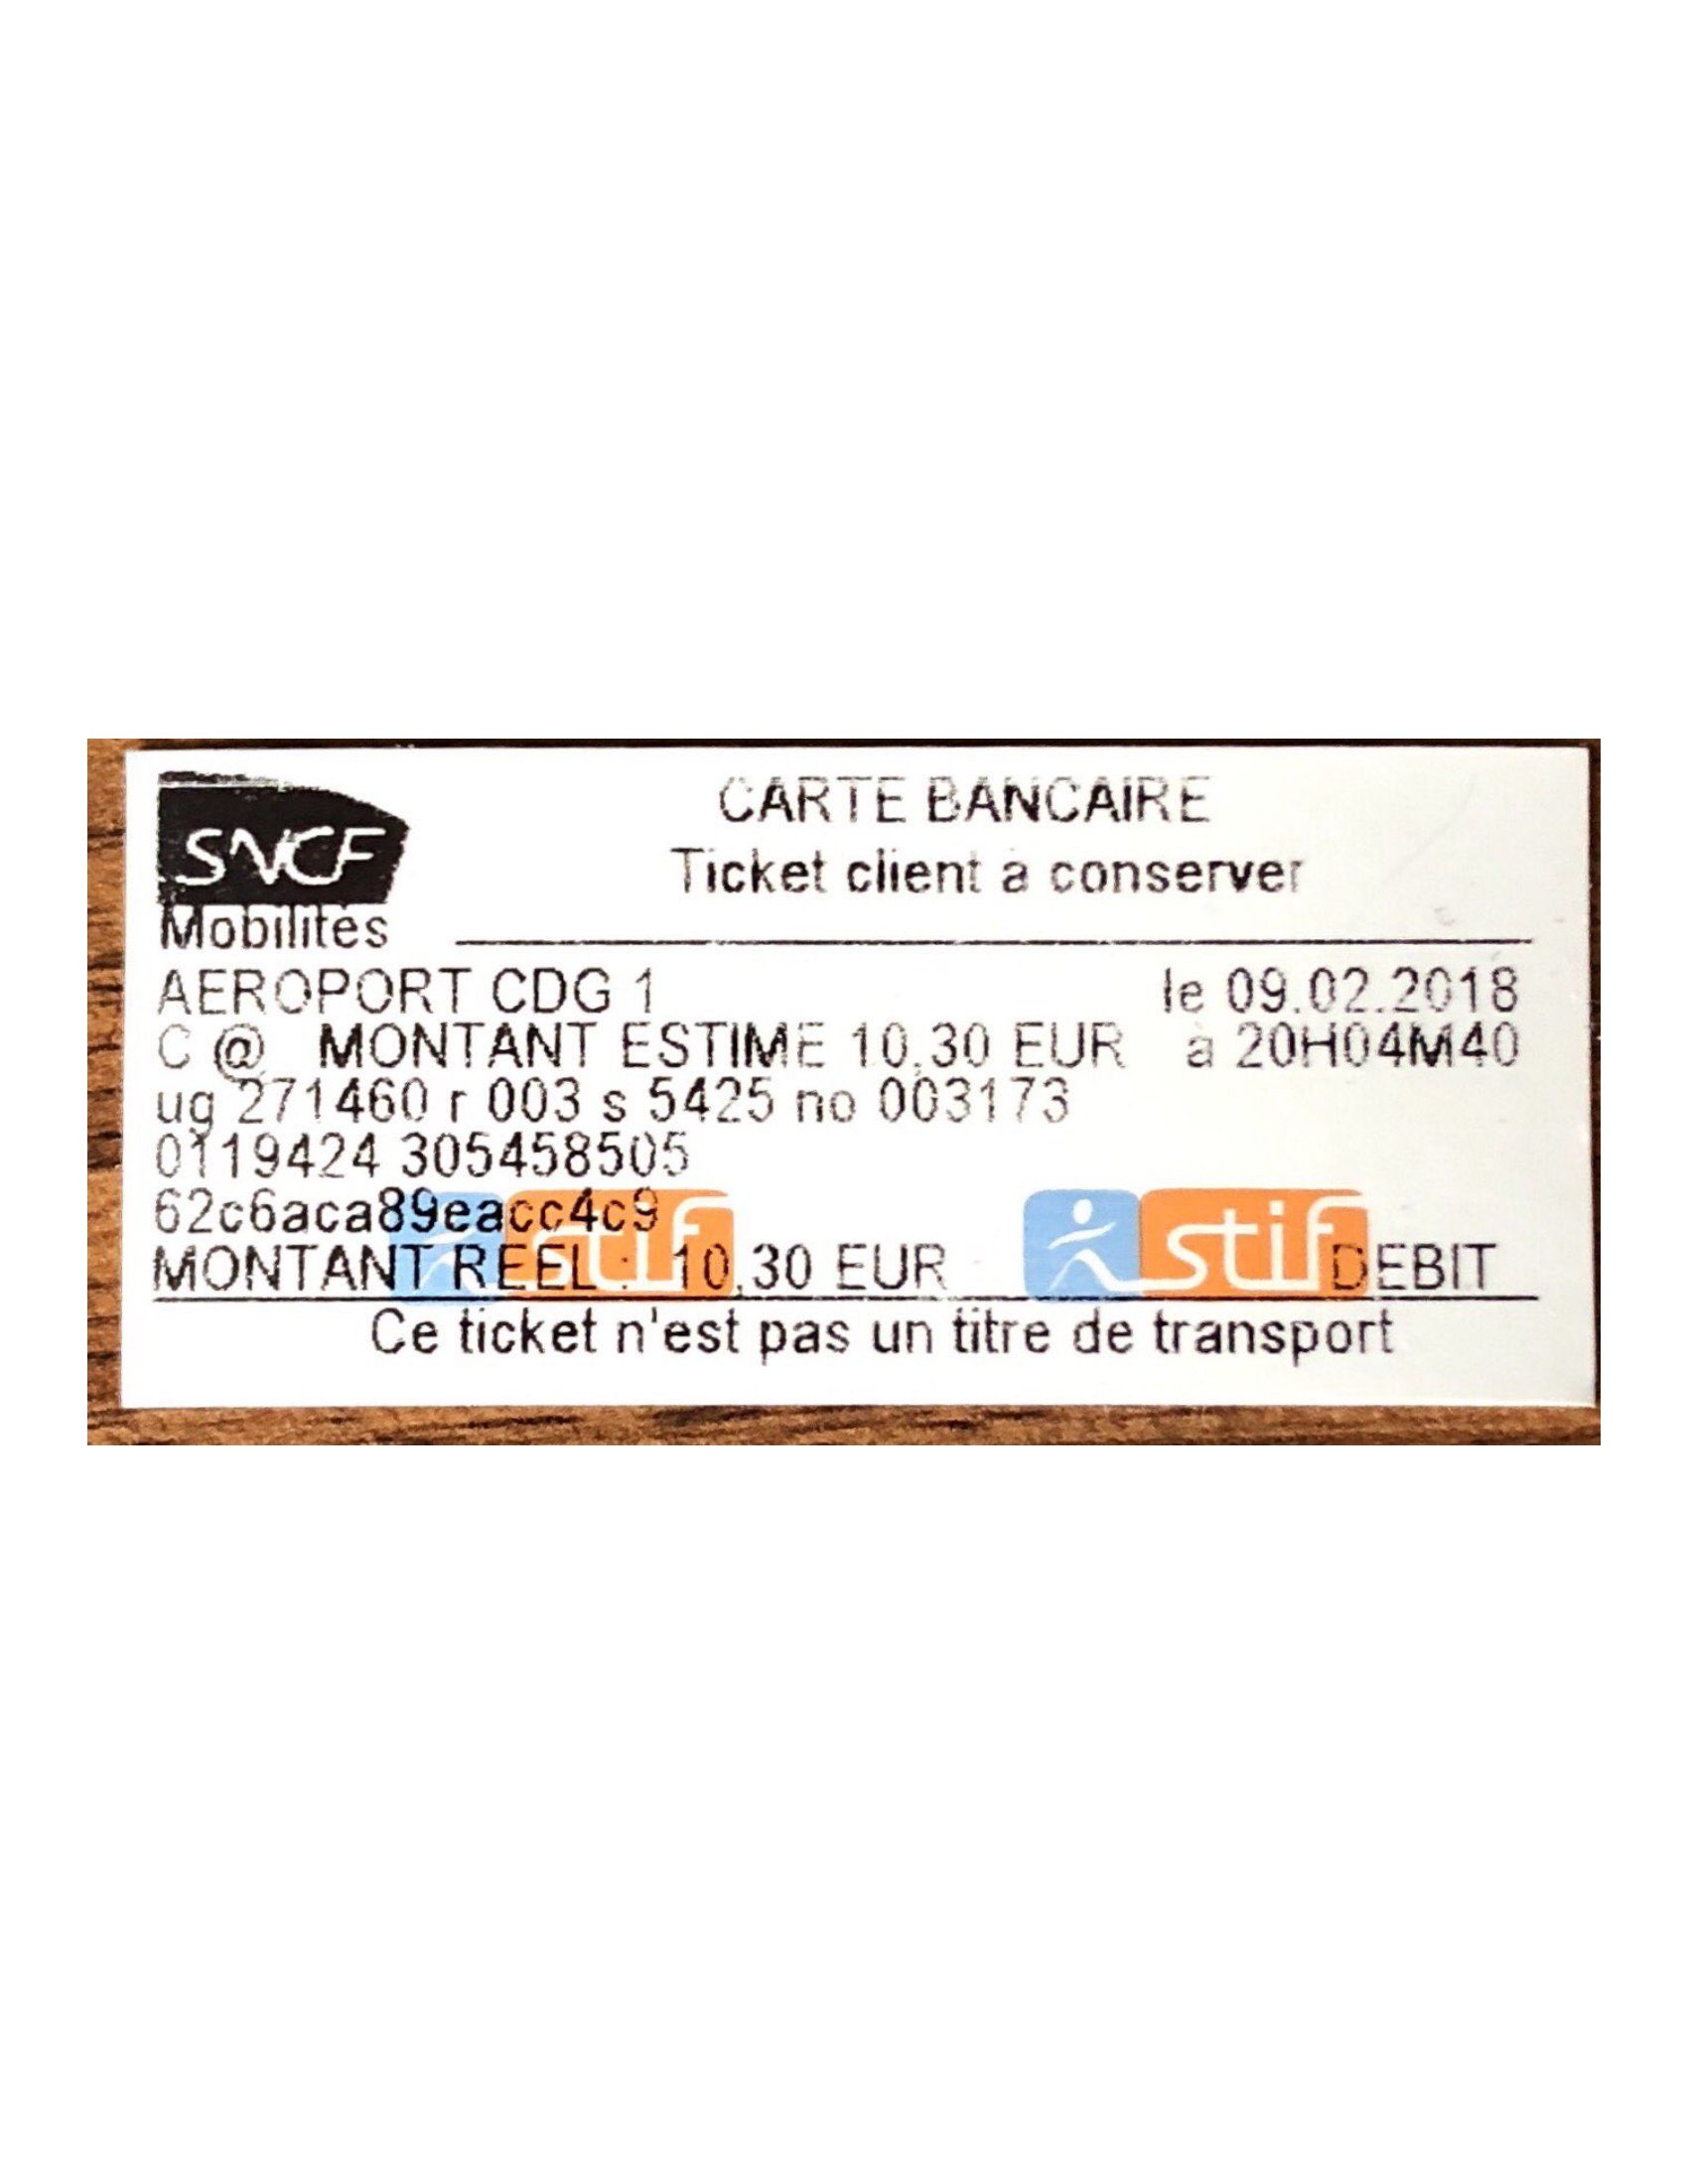 CARTE BANCAIRE
SNCF
Ticket client à conserver
Mobilités
AEROPORT CDG 1 le 09.02.2018
C @ MONTANT ESTIME 10.30 EUR à 20H04M40
ug 271460 r 003 s 5425 no 003173
0119424 305458505
62c6aca89eacc4c9
stif stif
MONTANT REEL : 10.30 EUR DEBIT
Ce ticket n'est pas un titre de transport